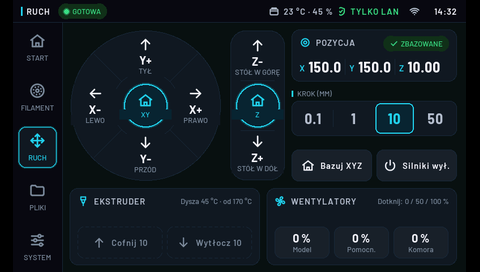 RUCH
GOTOWA
23 °C · 45 %
TYLKO LAN
14:32
START
FILAMENT
RUCH
PLIKI
SYSTEM
Y+
TYŁ
X-
LEWO
XY
X+
PRAWO
Y-
PRZÓD
Z-
STÓŁ W GÓRĘ
Z
Z+
STÓŁ W DÓŁ
POZYCJA
ZBAZOWANE
X 150.0 Y 150.0 Z 10.00
KROK (MM)
0.1 1 10 50
Bazuj XYZ
Silniki wył.
EKSTRUDER
Dysza 45 °C · od 170 °C
Cofnij 10
Wytłocz 10
WENTYLATORY
Dotknij: 0 / 50 / 100 %
0 % 0 % 0 %
Model Pomocn. Komora